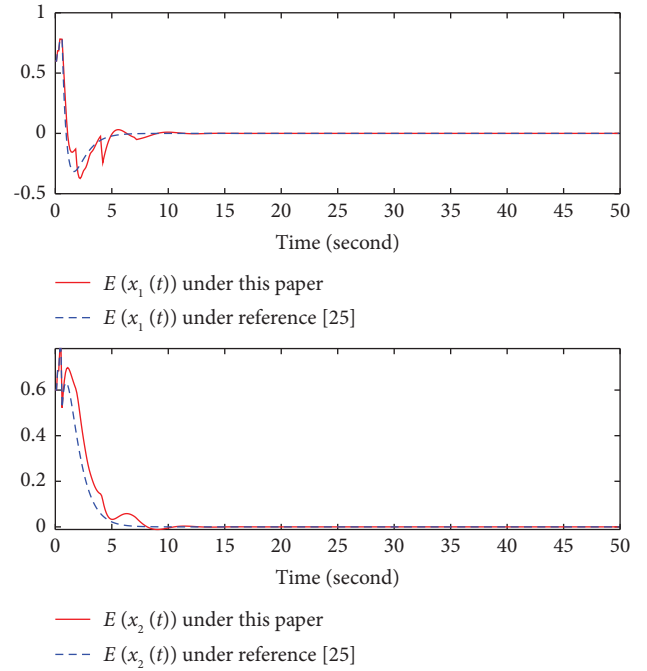 1
0.5
0
-0.5
0 5 10 15 20 25 30 35 40 45 50
Time (second)
E (x₁ (t)) under this paper
E (x₁ (t)) under reference [25]
0.6
0.4
0.2
0
0 5 10 15 20 25 30 35 40 45 50
Time (second)
E (x₂ (t)) under this paper
E (x₂ (t)) under reference [25]